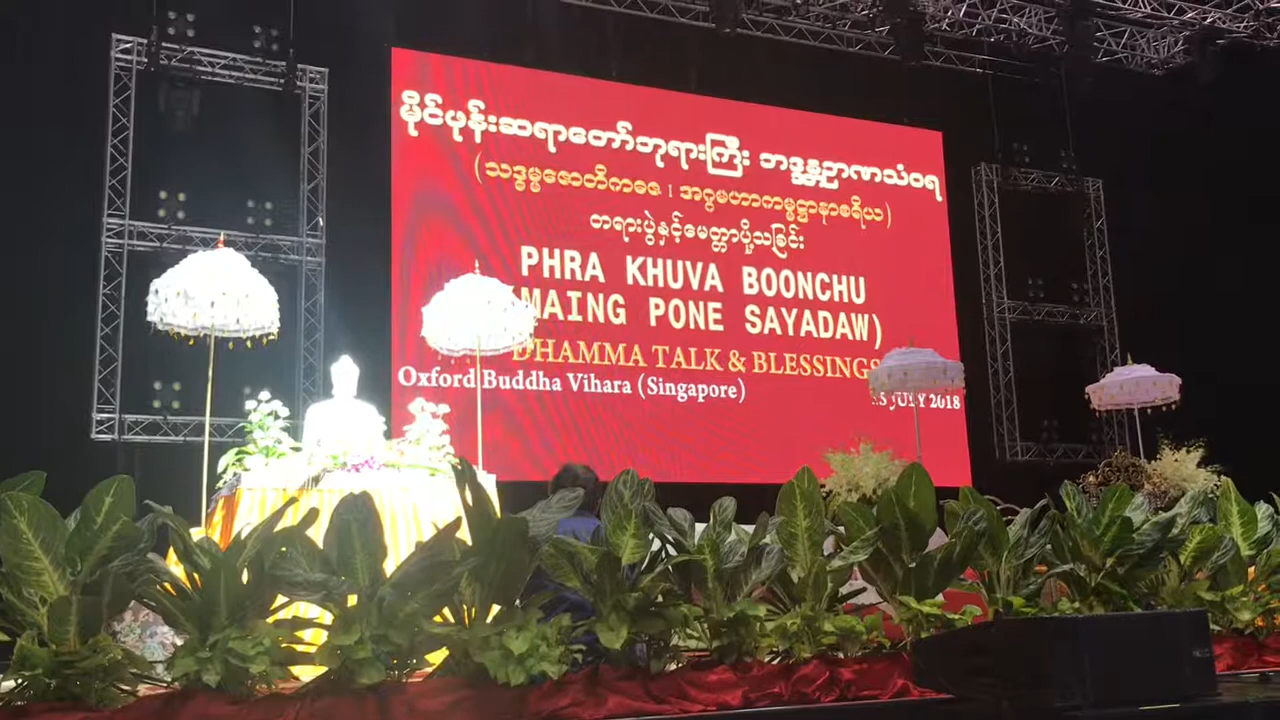 မိုင်းဖုန်းဆရာတော်ဘုရားကြီး ဘဒ္ဒန္တဉာဏသံဝရ
(သဒ္ဓမ္မဇောတိကဓဇ ၊ အဂ္ဂမဟာကမ္မဋ္ဌာနာစရိယ)
တရားပွဲနှင့်မေတ္တာပို့သခြင်း
PHRA KHUVA BOONCHU
MAING PONE SAYADAW)
DHAMMA TALK & BLESSINGS
Oxford Buddha Vihara (Singapore)
JULY 2018